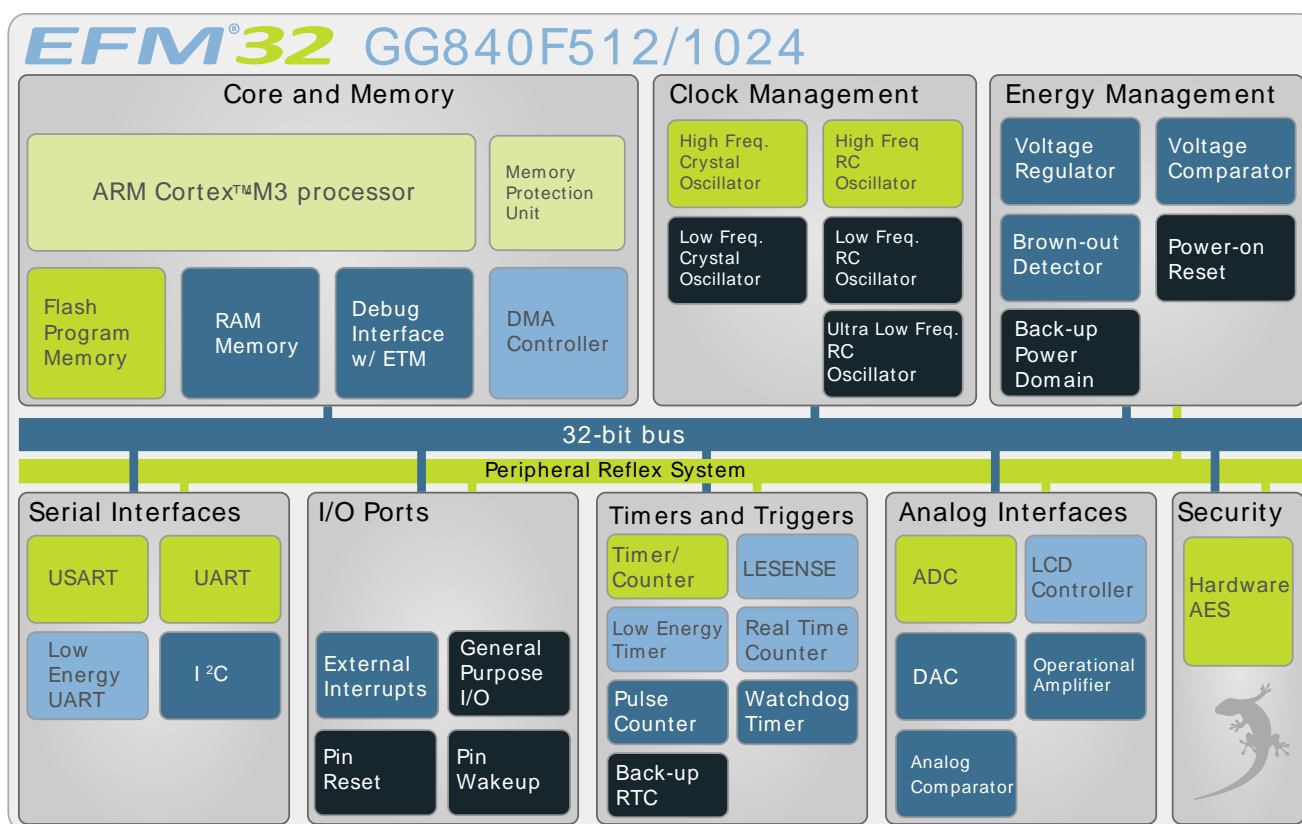 EFM®32 GG840F512/1024
Core and Memory
ARM Cortex™M3 processor
Memory
Protection
Unit
Flash
Program
Memory
RAM
Memory
Debug
Interface
w/ ETM
DMA
Controller
Clock Management
High Freq.
Crystal
Oscillator
High Freq
RC
Oscillator
Low Freq.
Crystal
Oscillator
Low Freq.
RC
Oscillator
Ultra Low Freq.
RC
Oscillator
Energy Management
Voltage
Regulator
Voltage
Comparator
Brown-out
Detector
Power-on
Reset
Back-up
Power
Domain
32-bit bus
Peripheral Reflex System
Serial Interfaces
USART
UART
Low
Energy
UART
I²C
I/O Ports
External
Interrupts
General
Purpose
I/O
Pin
Reset
Pin
Wakeup
Timers and Triggers
Timer/
Counter
LESENSE
Low Energy
Timer
Real Time
Counter
Pulse
Counter
Watchdog
Timer
Back-up
RTC
Analog Interfaces
ADC
LCD
Controller
DAC
Operational
Amplifier
Analog
Comparator
Security
Hardware
AES